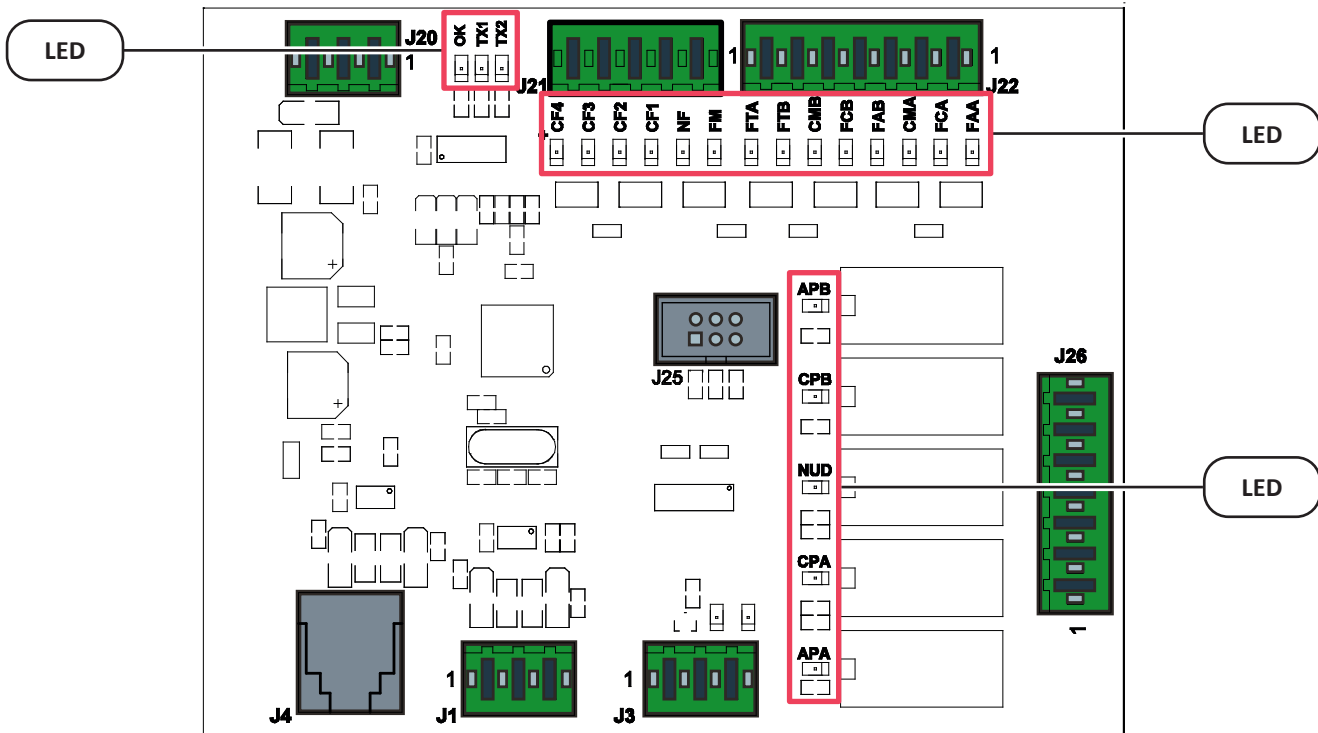 LED
J20
1
OK
TX1
TX2
J21
1
1
J22
CF4
CF3
CF2
CF1
NF
FM
FTA
FTB
CMB
FCB
FAB
CMA
FCA
FAA
LED
APB
J25
CPB
J26
NUD
LED
CPA
1
APA
J4
1
J1
1
J3